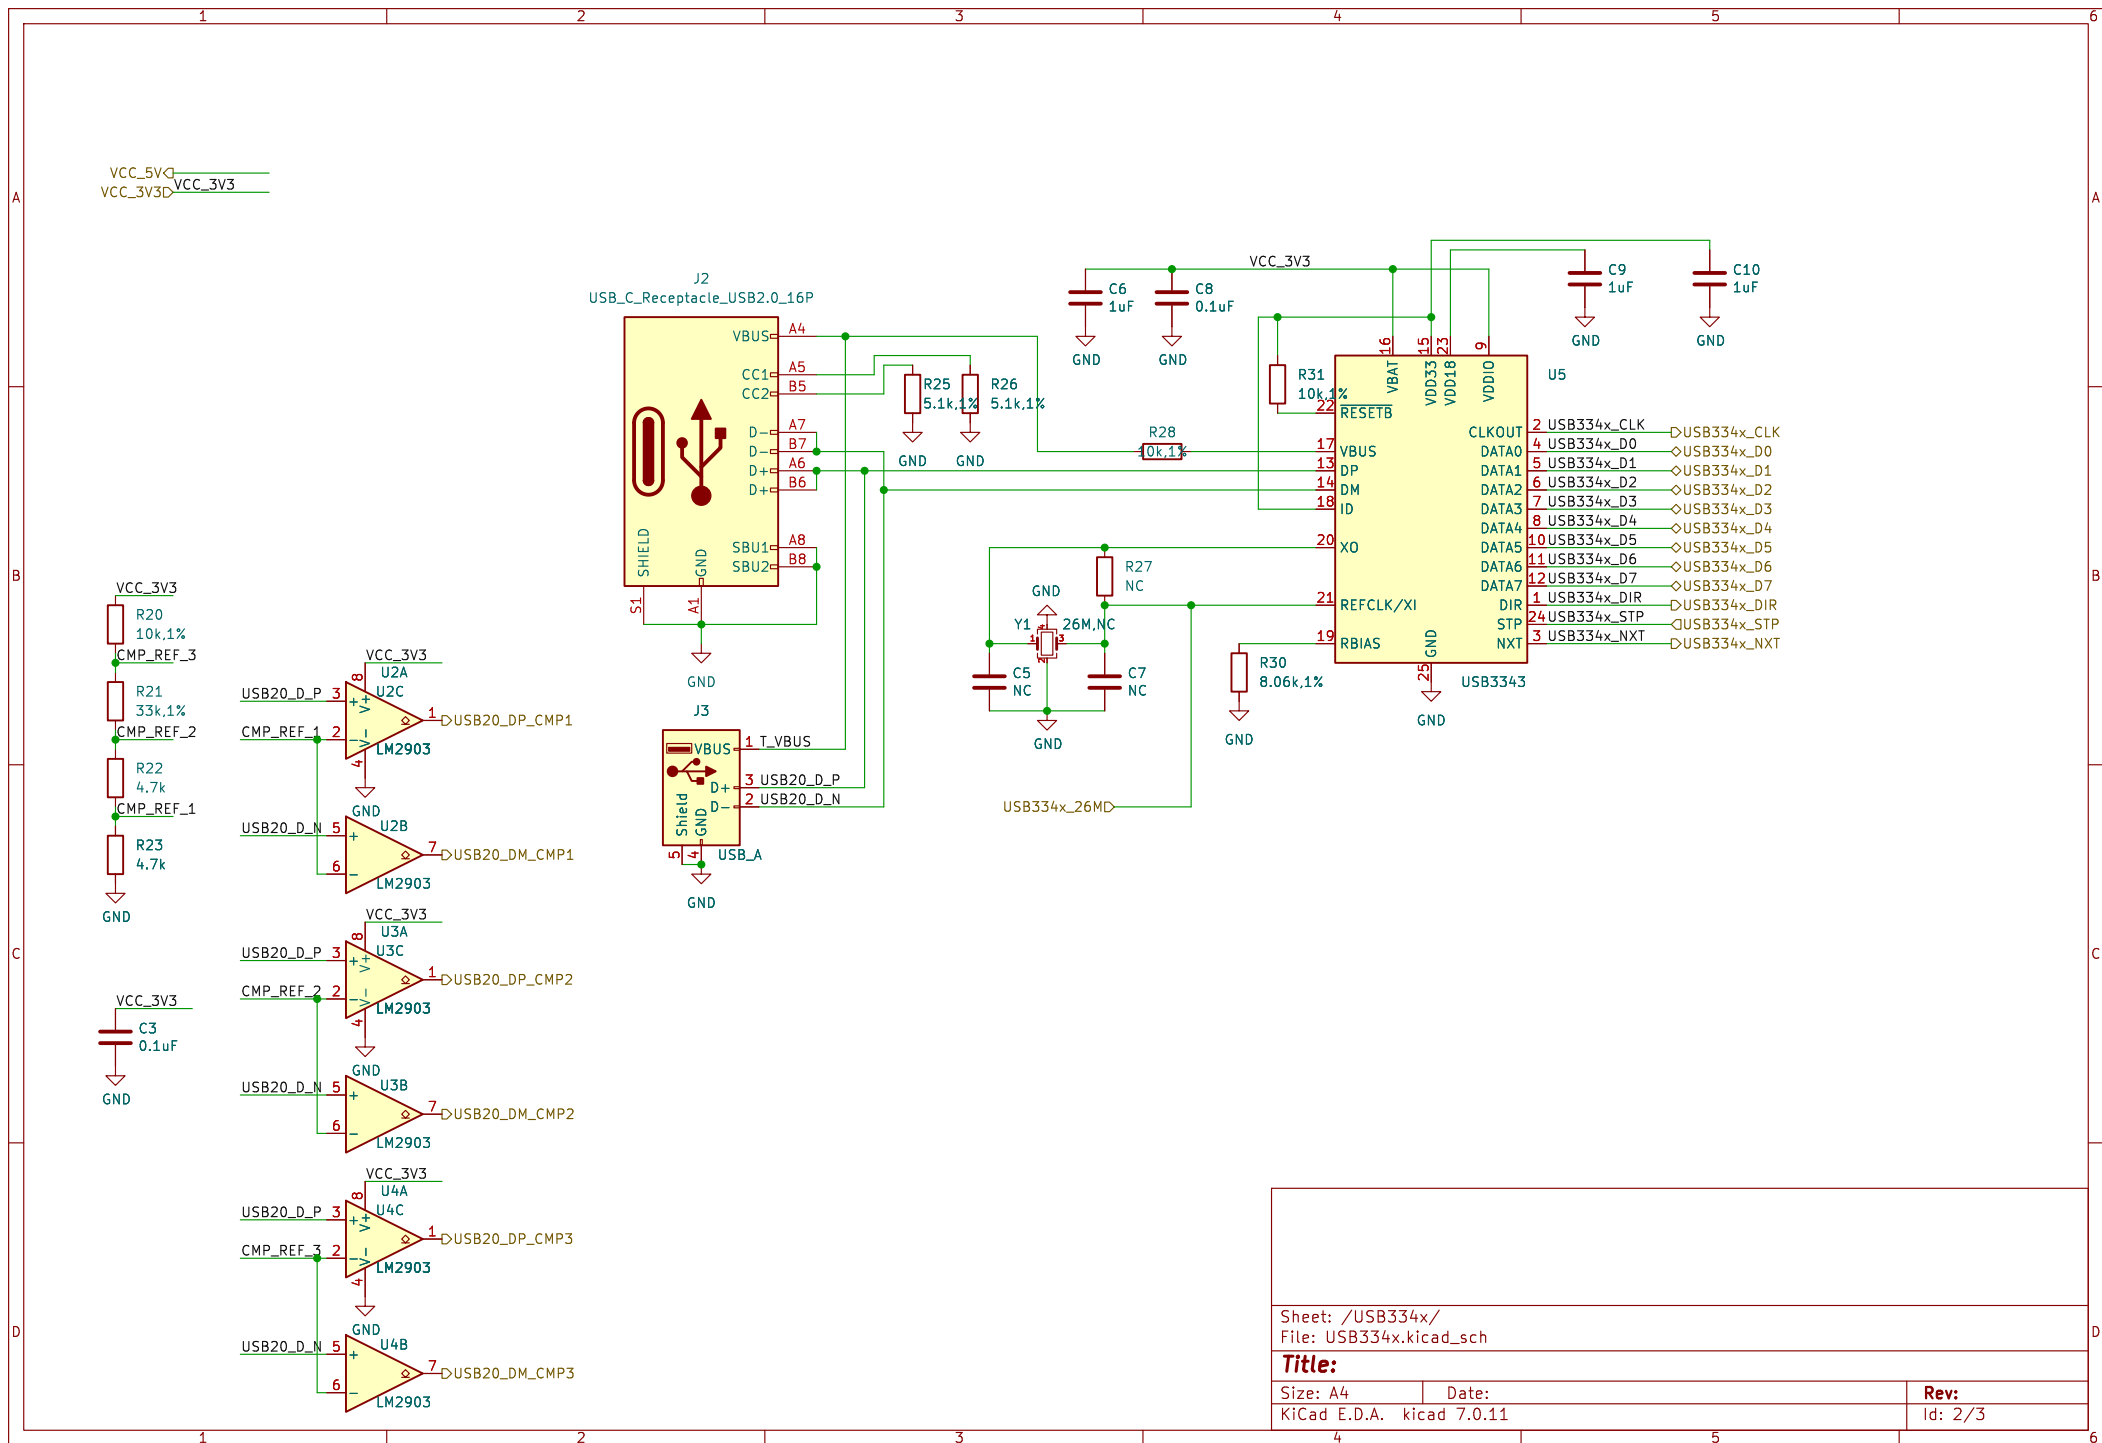 1 2 3 4 5 6
A
B
C
D
A
B
C
D
1 2 3 4 5 6
VCC_5V
VCC_3V3 VCC_3V3
VCC_3V3
R20
10k,1%
CMP_REF_3
R21
33k,1%
CMP_REF_2
R22
4.7k
CMP_REF_1
R23
4.7k
GND
VCC_3V3
C3
0.1uF
GND
VCC_3V3
U2A
U2C
8
V+
USB20_D_P 3 +
1 USB20_DP_CMP1
CMP_REF_1 2 −
V-
4
LM2903
GND
U2B
USB20_D_N 5 +
7 USB20_DM_CMP1
6 −
LM2903
VCC_3V3
U3A
U3C
8
V+
USB20_D_P 3 +
1 USB20_DP_CMP2
CMP_REF_2 2 −
V-
4
LM2903
GND
U3B
USB20_D_N 5 +
7 USB20_DM_CMP2
6 −
LM2903
VCC_3V3
U4A
U4C
8
V+
USB20_D_P 3 +
1 USB20_DP_CMP3
CMP_REF_3 2 −
V-
4
LM2903
GND
U4B
USB20_D_N 5 +
7 USB20_DM_CMP3
6 −
LM2903
J2
USB_C_Receptacle_USB2.0_16P
VBUS A4
CC1 A5
CC2 B5
D- A7
D- B7
D+ A6
D+ B6
SBU1 A8
SBU2 B8
SHIELD
GND
S1
A1
GND
J3
VBUS 1 T_VBUS
D+ 3 USB20_D_P
D- 2 USB20_D_N
Shield
GND
5
4
USB_A
GND
R25
5.1k,1%
GND
R26
5.1k,1%
GND
R28
10k,1%
C6
1uF
GND
VCC_3V3
C8
0.1uF
GND
R31
10k,1%
R27
NC
GND
Y1 26M,NC
1
2
3
4
C5
NC
C7
NC
GND
USB334x_26M
R30
8.06k,1%
GND
C9
1uF
GND
C10
1uF
GND
U5
16 VBAT
15 VDD33
23 VDD18
9 VDDIO
22 RESETB
17 VBUS
13 DP
14 DM
18 ID
20 XO
21 REFCLK/XI
19 RBIAS
GND
25
USB3343
GND
CLKOUT 2 USB334x_CLK USB334x_CLK
DATA0 4 USB334x_D0 USB334x_D0
DATA1 5 USB334x_D1 USB334x_D1
DATA2 6 USB334x_D2 USB334x_D2
DATA3 7 USB334x_D3 USB334x_D3
DATA4 8 USB334x_D4 USB334x_D4
DATA5 10 USB334x_D5 USB334x_D5
DATA6 11 USB334x_D6 USB334x_D6
DATA7 12 USB334x_D7 USB334x_D7
DIR 1 USB334x_DIR USB334x_DIR
STP 24 USB334x_STP USB334x_STP
NXT 3 USB334x_NXT USB334x_NXT
Sheet: /USB334x/
File: USB334x.kicad_sch
Title:
Size: A4 Date: Rev:
KiCad E.D.A. kicad 7.0.11 Id: 2/3